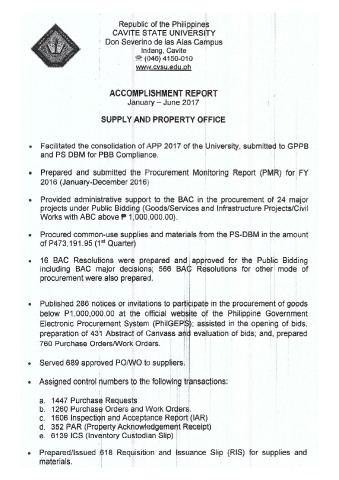 Republic of the Philippines
CAVITE STATE UNIVERSITY
Don Severino de las Alas Campus
Indang, Cavite
☏ (046) 4150-010
www.cvsu.edu.ph
ACCOMPLISHMENT REPORT
January – June 2017
SUPPLY AND PROPERTY OFFICE
• Facilitated the consolidation of APP 2017 of the University, submitted to GPPB
and PS DBM for PBB Compliance.
• Prepared and submitted the Procurement Monitoring Report (PMR) for FY
2016 (January-December 2016)
• Provided administrative support to the BAC in the procurement of 24 major
projects under Public Bidding (Goods/Services and Infrastructure Projects/Civil
Works with ABC above ₱ 1,000,000.00).
• Procured common-use supplies and materials from the PS-DBM in the amount
of P473,191.95 (1st Quarter)
• 16 BAC Resolutions were prepared and approved for the Public Bidding
including BAC major decisions; 566 BAC Resolutions for other mode of
procurement were also prepared.
• Published 286 notices or invitations to participate in the procurement of goods
below P1,000,000.00 at the official website of the Philippine Government
Electronic Procurement System (PhilGEPS); assisted in the opening of bids,
preparation of 431 Abstract of Canvass and evaluation of bids; and, prepared
760 Purchase Orders/Work Orders.
• Served 689 approved PO/WO to suppliers.
• Assigned control numbers to the following transactions:
a. 1447 Purchase Requests
b. 1260 Purchase Orders and Work Orders.
c. 1606 Inspection and Acceptance Report (IAR)
d. 352 PAR (Property Acknowledgement Receipt)
e. 6139 ICS (Inventory Custodian Slip)
• Prepared/Issued 618 Requisition and Issuance Slip (RIS) for supplies and
materials.